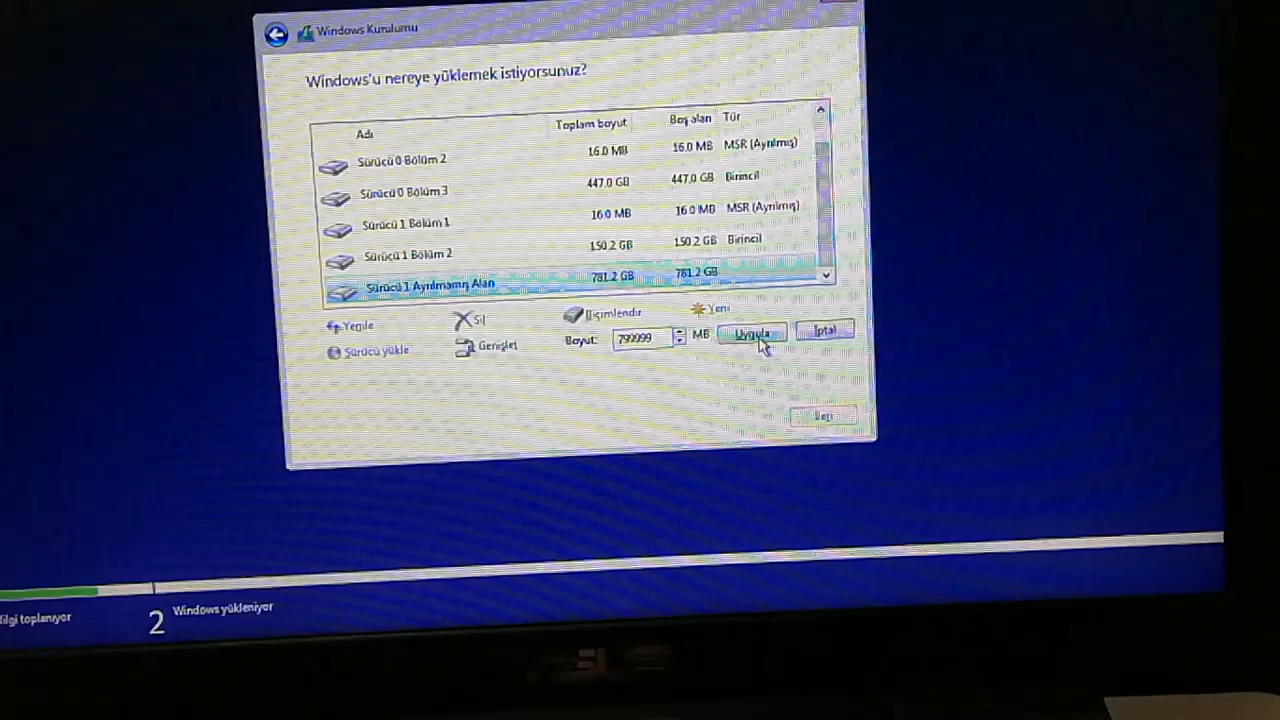 Windows Kurulumu
Windows'u nereye yüklemek istiyorsunuz?
Adı Toplam boyut Boş alan Tür
Sürücü 0 Bölüm 2 16.0 MB 16.0 MB MSR (Ayrılmış)
Sürücü 0 Bölüm 3 447.0 GB 447.0 GB Birincil
Sürücü 1 Bölüm 1 16.0 MB 16.0 MB MSR (Ayrılmış)
Sürücü 1 Bölüm 2 150.2 GB 150.2 GB Birincil
Sürücü 1 Ayrılmamış Alan 781.2 GB 781.2 GB
Yenile Sil Biçimlendir Yeni
Sürücü yükle Genişlet Boyut: 799999 MB Uygula İptal
İleri
ilgi toplanıyor 2 Windows yükleniyor